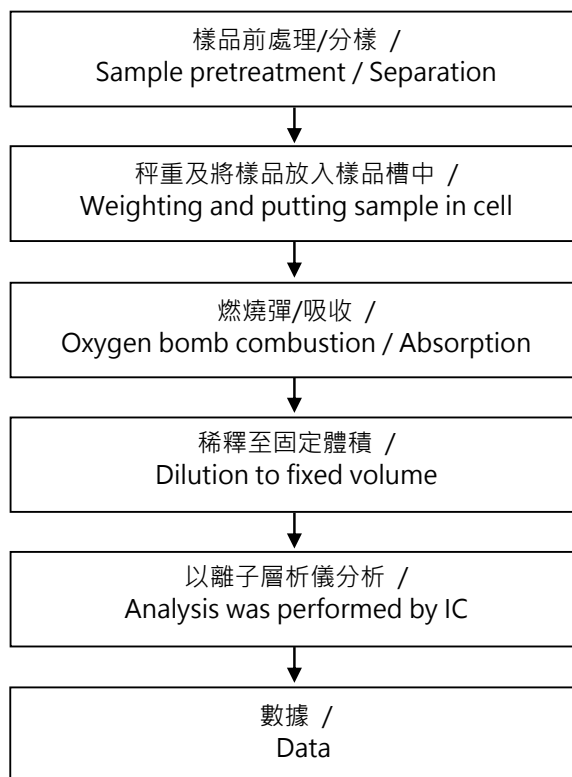 樣品前處理/分樣 /
Sample pretreatment / Separation
秤重及將樣品放入樣品槽中 /
Weighting and putting sample in cell
燃燒彈/吸收 /
Oxygen bomb combustion / Absorption
稀釋至固定體積 /
Dilution to fixed volume
以離子層析儀分析 /
Analysis was performed by IC
數據 /
Data